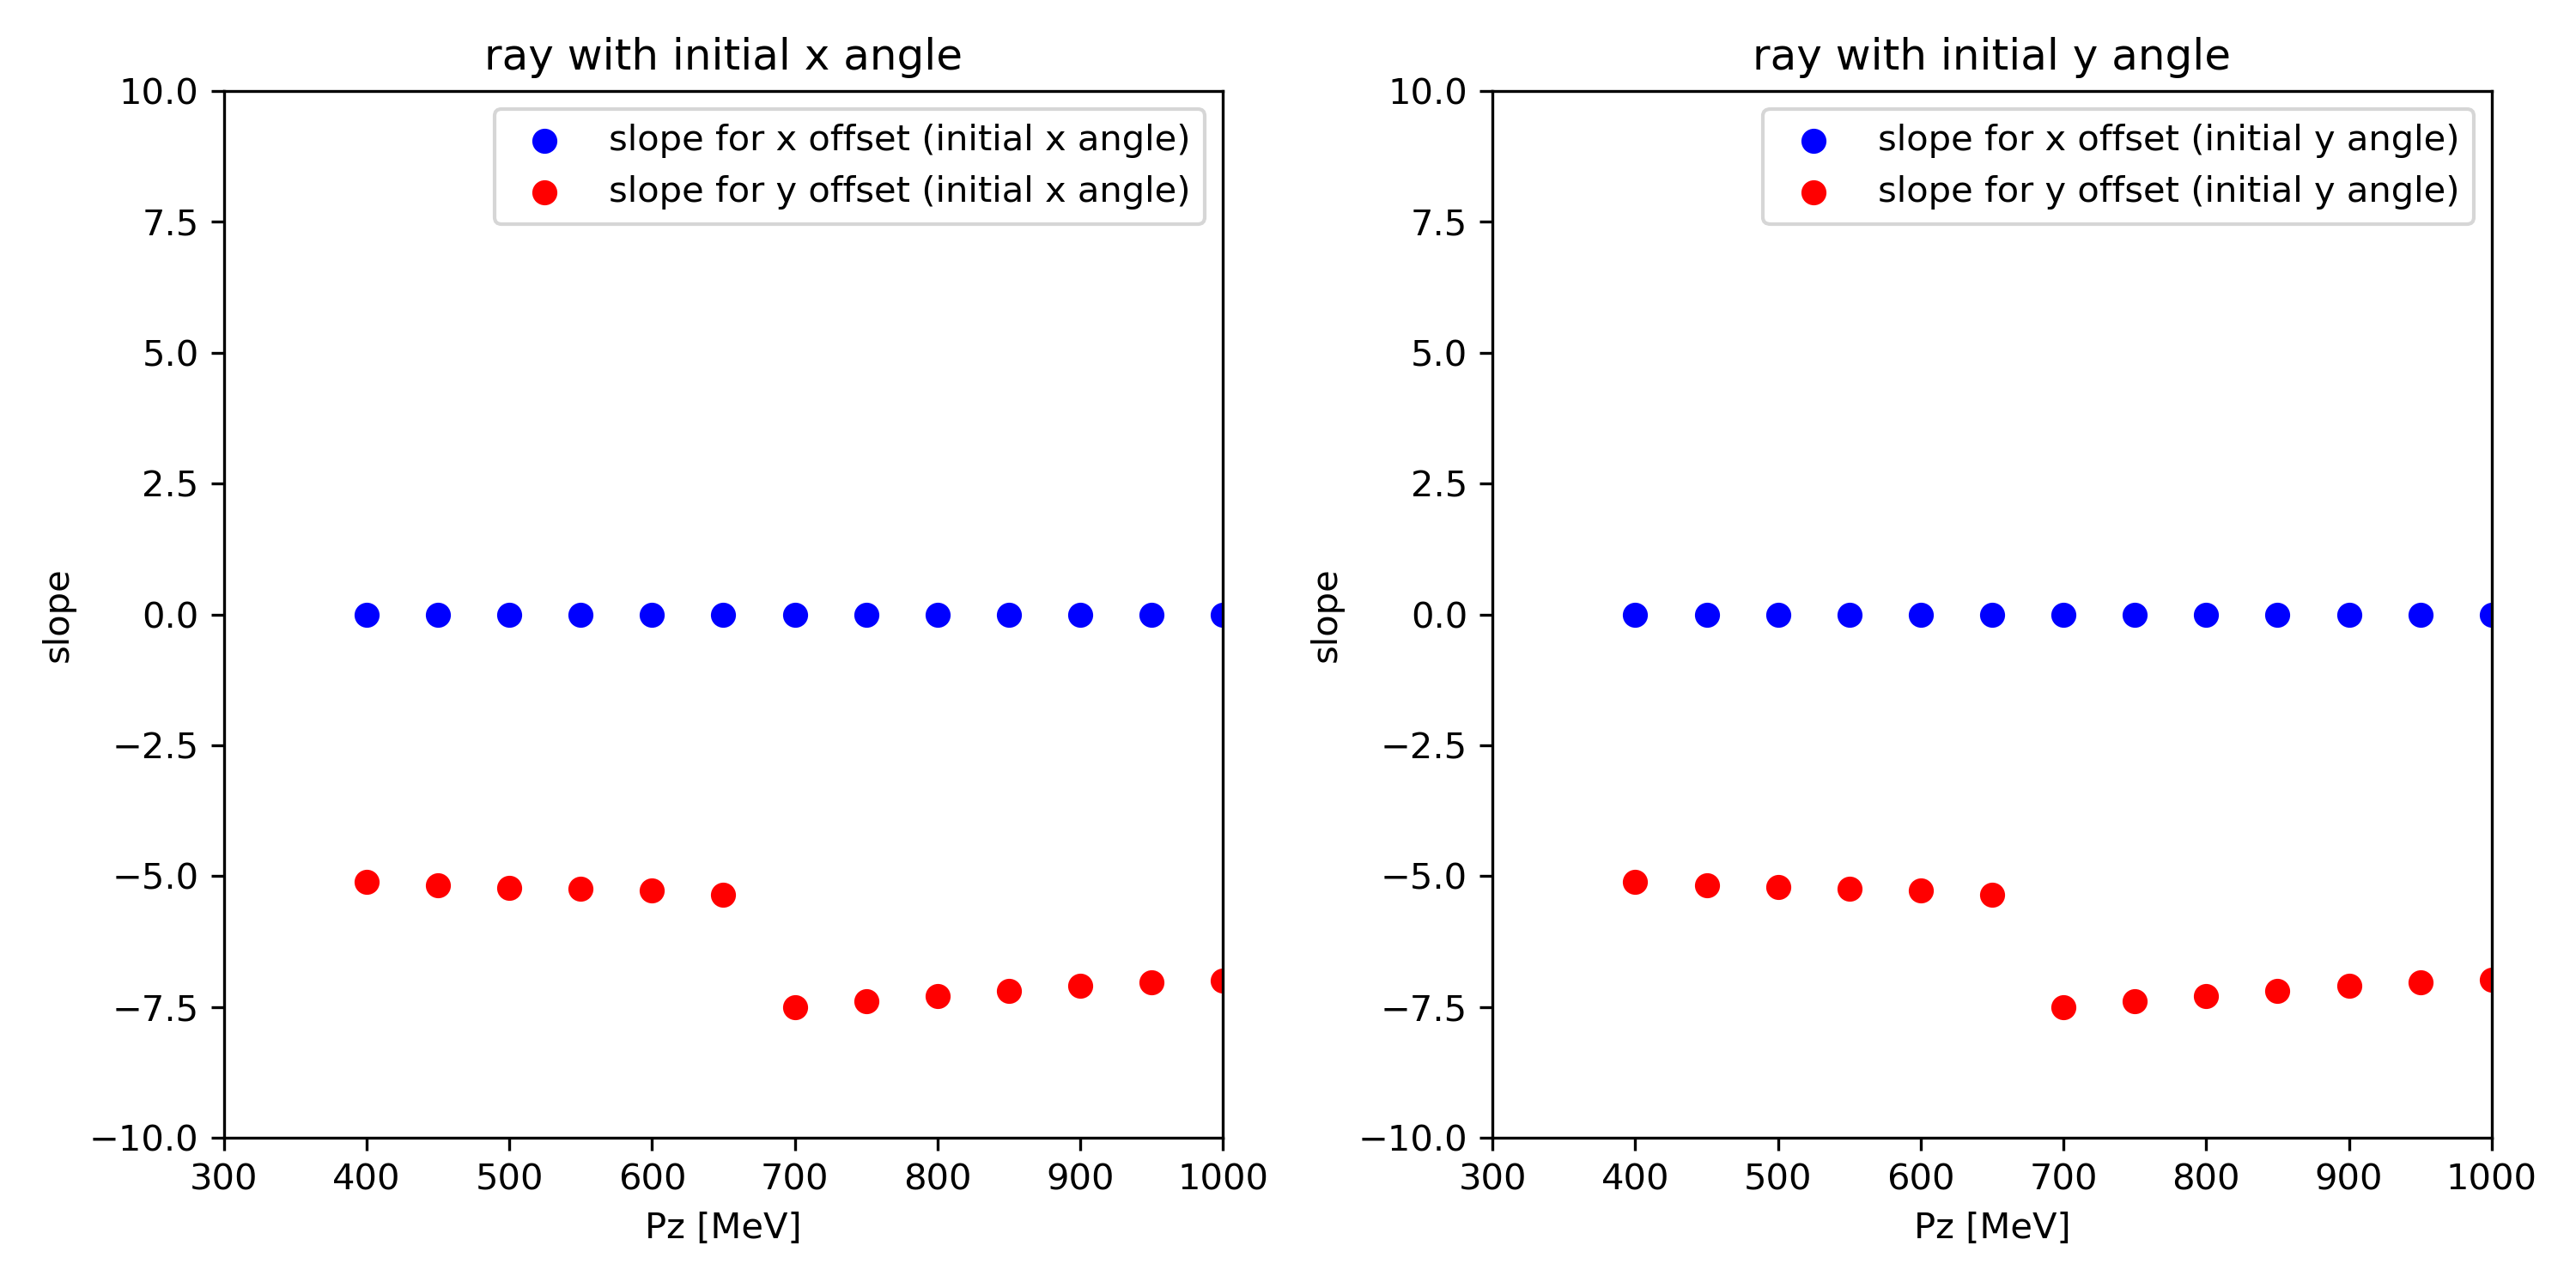 ray with initial x angle
slope for x offset (initial x angle)
slope for y offset (initial x angle)
10.0
7.5
5.0
2.5
0.0
−2.5
−5.0
−7.5
−10.0
slope
300 400 500 600 700 800 900 1000
Pz [MeV]
ray with initial y angle
slope for x offset (initial y angle)
slope for y offset (initial y angle)
10.0
7.5
5.0
2.5
0.0
−2.5
−5.0
−7.5
−10.0
slope
300 400 500 600 700 800 900 1000
Pz [MeV]